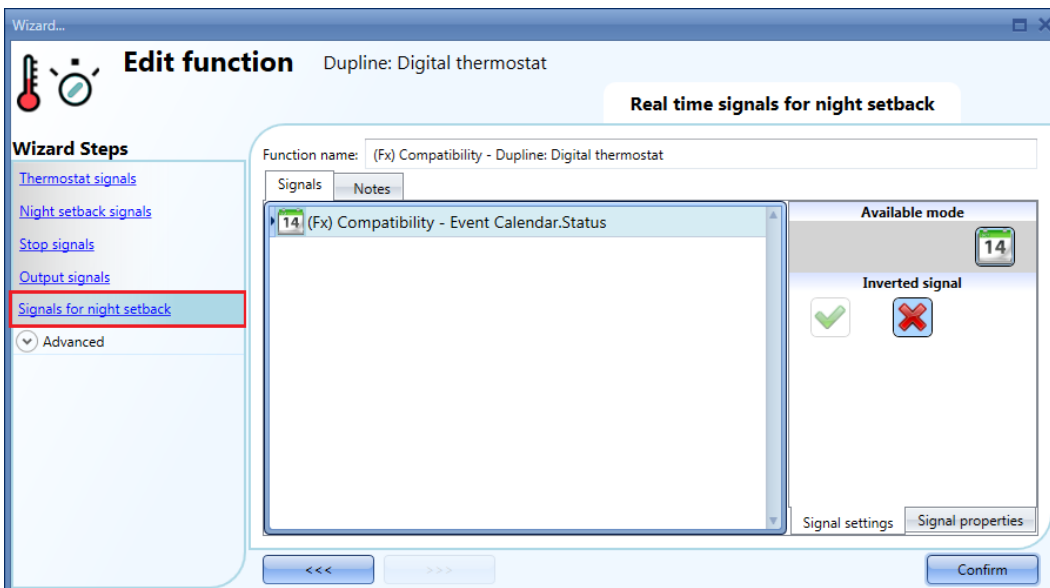 Wizard...
Edit function Dupline: Digital thermostat
Real time signals for night setback
Wizard Steps
Thermostat signals
Night setback signals
Stop signals
Output signals
Signals for night setback
Advanced
Function name: (Fx) Compatibility - Dupline: Digital thermostat
Signals Notes
14 (Fx) Compatibility - Event Calendar.Status
Available mode
14
Inverted signal
Signal settings Signal properties
<<< >>> Confirm